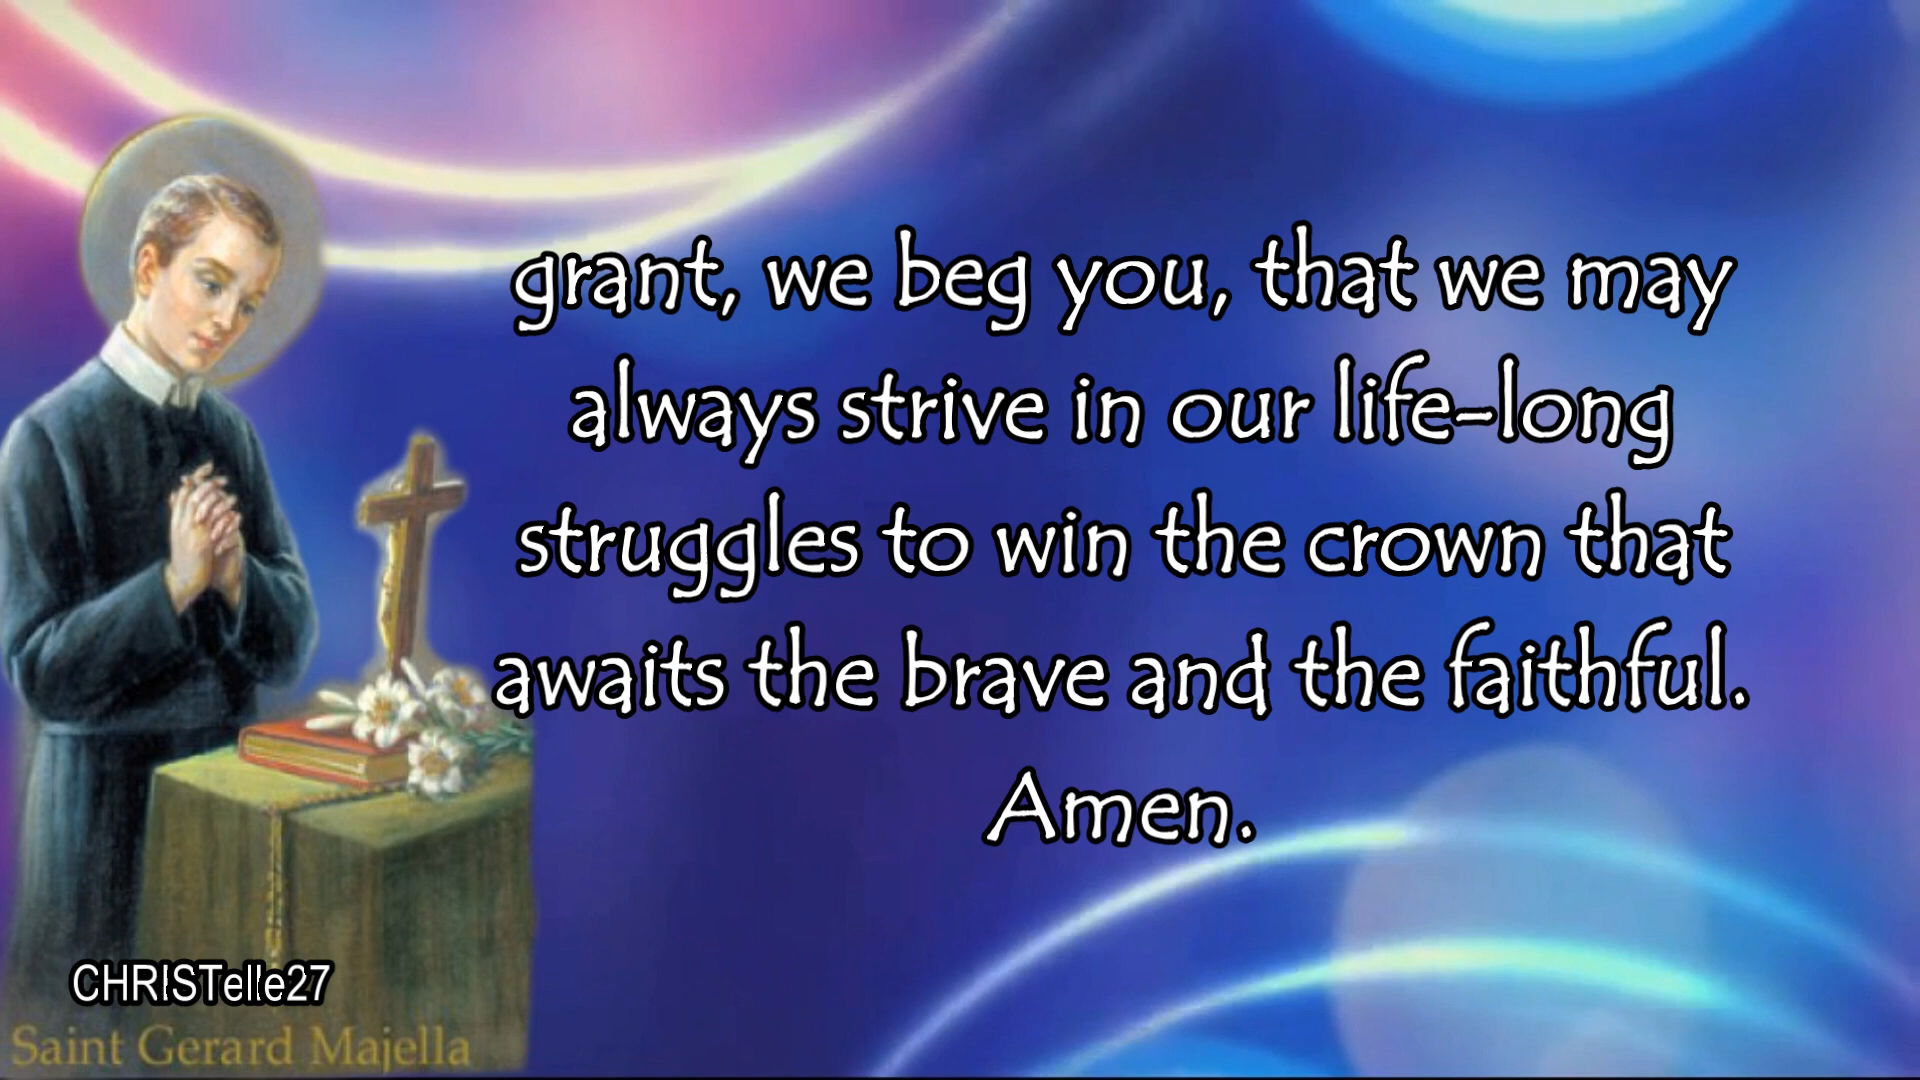 grant, we beg you, that we may
always strive in our life-long
struggles to win the crown that
awaits the brave and the faithful.
Amen.
CHRISTelle27
Saint Gerard Majella